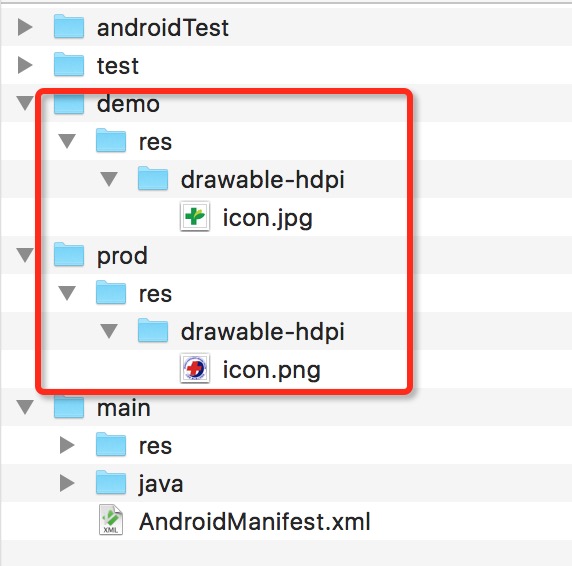 androidTest
test
demo
res
drawable-hdpi
icon.jpg
prod
res
drawable-hdpi
icon.png
main
res
java
XML
AndroidManifest.xml